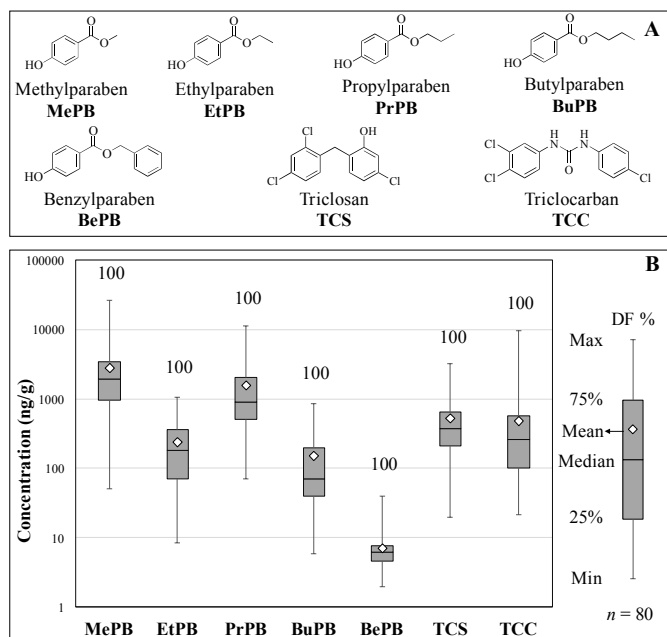 A
O
O
HO
Methylparaben
MePB
O
O
HO
Ethylparaben
EtPB
O
O
HO
Propylparaben
PrPB
O
O
HO
Butylparaben
BuPB
O
O
HO
Benzylparaben
BePB
Cl
OH
Cl
Cl
Triclosan
TCS
H
N
H
N
Cl
Cl
O
Cl
Triclocarban
TCC
B
Concentration (ng/g)
100000
10000
1000
100
10
1
100
100
100
100
100
100
100
MePB EtPB PrPB BuPB BePB TCS TCC
DF %
Max
75%
Mean
Median
25%
Min
n = 80